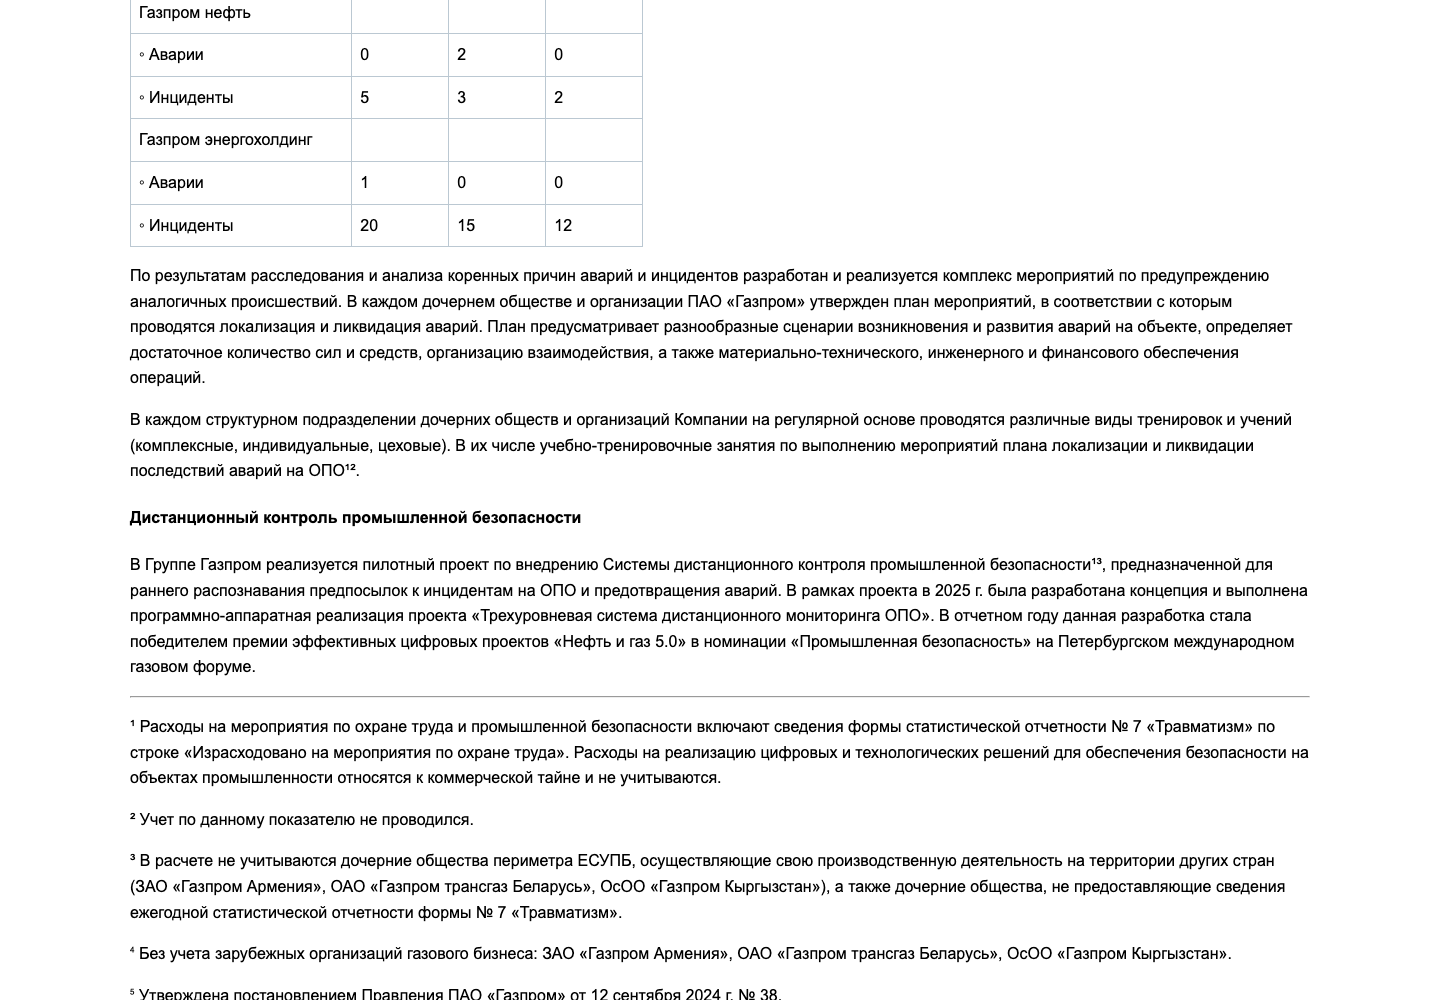 Газпром нефть
◦ Аварии 0 2 0
◦ Инциденты 5 3 2
Газпром энергохолдинг
◦ Аварии 1 0 0
◦ Инциденты 20 15 12
По результатам расследования и анализа коренных причин аварий и инцидентов разработан и реализуется комплекс мероприятий по предупреждению
аналогичных происшествий. В каждом дочернем обществе и организации ПАО «Газпром» утвержден план мероприятий, в соответствии с которым
проводятся локализация и ликвидация аварий. План предусматривает разнообразные сценарии возникновения и развития аварий на объекте, определяет
достаточное количество сил и средств, организацию взаимодействия, а также материально-технического, инженерного и финансового обеспечения
операций.
В каждом структурном подразделении дочерних обществ и организаций Компании на регулярной основе проводятся различные виды тренировок и учений
(комплексные, индивидуальные, цеховые). В их числе учебно-тренировочные занятия по выполнению мероприятий плана локализации и ликвидации
последствий аварий на ОПО¹².
Дистанционный контроль промышленной безопасности
В Группе Газпром реализуется пилотный проект по внедрению Системы дистанционного контроля промышленной безопасности¹³, предназначенной для
раннего распознавания предпосылок к инцидентам на ОПО и предотвращения аварий. В рамках проекта в 2025 г. была разработана концепция и выполнена
программно-аппаратная реализация проекта «Трехуровневая система дистанционного мониторинга ОПО». В отчетном году данная разработка стала
победителем премии эффективных цифровых проектов «Нефть и газ 5.0» в номинации «Промышленная безопасность» на Петербургском международном
газовом форуме.
¹ Расходы на мероприятия по охране труда и промышленной безопасности включают сведения формы статистической отчетности № 7 «Травматизм» по
строке «Израсходовано на мероприятия по охране труда». Расходы на реализацию цифровых и технологических решений для обеспечения безопасности на
объектах промышленности относятся к коммерческой тайне и не учитываются.
² Учет по данному показателю не проводился.
³ В расчете не учитываются дочерние общества периметра ЕСУПБ, осуществляющие свою производственную деятельность на территории других стран
(ЗАО «Газпром Армения», ОАО «Газпром трансгаз Беларусь», ОсОО «Газпром Кыргызстан»), а также дочерние общества, не предоставляющие сведения
ежегодной статистической отчетности формы № 7 «Травматизм».
⁴ Без учета зарубежных организаций газового бизнеса: ЗАО «Газпром Армения», ОАО «Газпром трансгаз Беларусь», ОсОО «Газпром Кыргызстан».
⁵ Утверждена постановлением Правления ПАО «Газпром» от 12 сентября 2024 г. № 38.